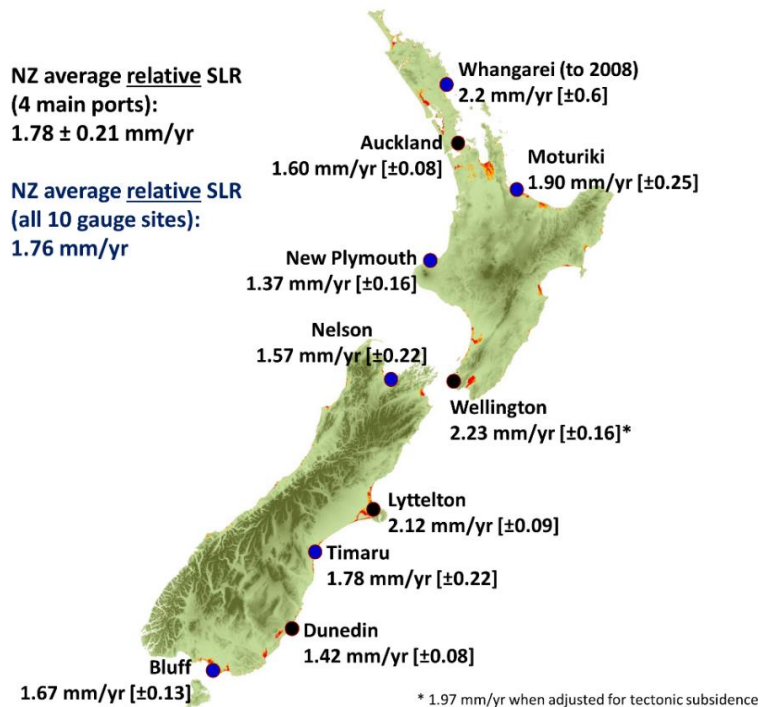 NZ average relative SLR
(4 main ports):
1.78 ± 0.21 mm/yr
NZ average relative SLR
(all 10 gauge sites):
1.76 mm/yr
Whangarei (to 2008)
2.2 mm/yr [±0.6]
Auckland
1.60 mm/yr [±0.08]
Moturiki
1.90 mm/yr [±0.25]
New Plymouth
1.37 mm/yr [±0.16]
Nelson
1.57 mm/yr [±0.22]
Wellington
2.23 mm/yr [±0.16]*
Lyttelton
2.12 mm/yr [±0.09]
Timaru
1.78 mm/yr [±0.22]
Dunedin
1.42 mm/yr [±0.08]
Bluff
1.67 mm/yr [±0.13]
* 1.97 mm/yr when adjusted for tectonic subsidence